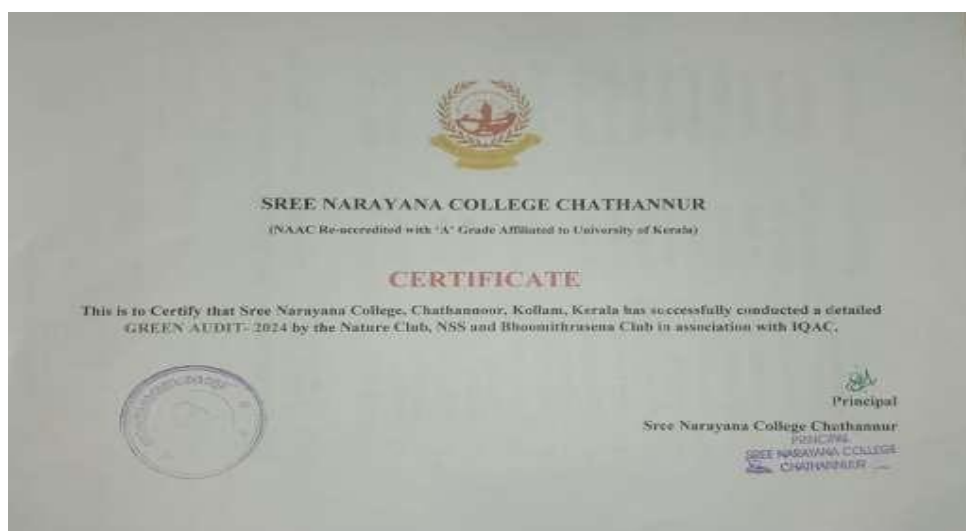 SREE NARAYANA COLLEGE CHATHANNUR
(NAAC Re-accredited with 'A' Grade Affiliated to University of Kerala)
CERTIFICATE
This is to Certify that Sree Narayana College, Chathannoor, Kollam, Kerala has successfully conducted a detailed
GREEN AUDIT- 2024 by the Nature Club, NSS and Bhoomithrasena Club in association with IQAC.
Principal
Sree Narayana College Chathannur
PRINCIPAL
SREE NARAYANA COLLEGE
CHATHANNUR